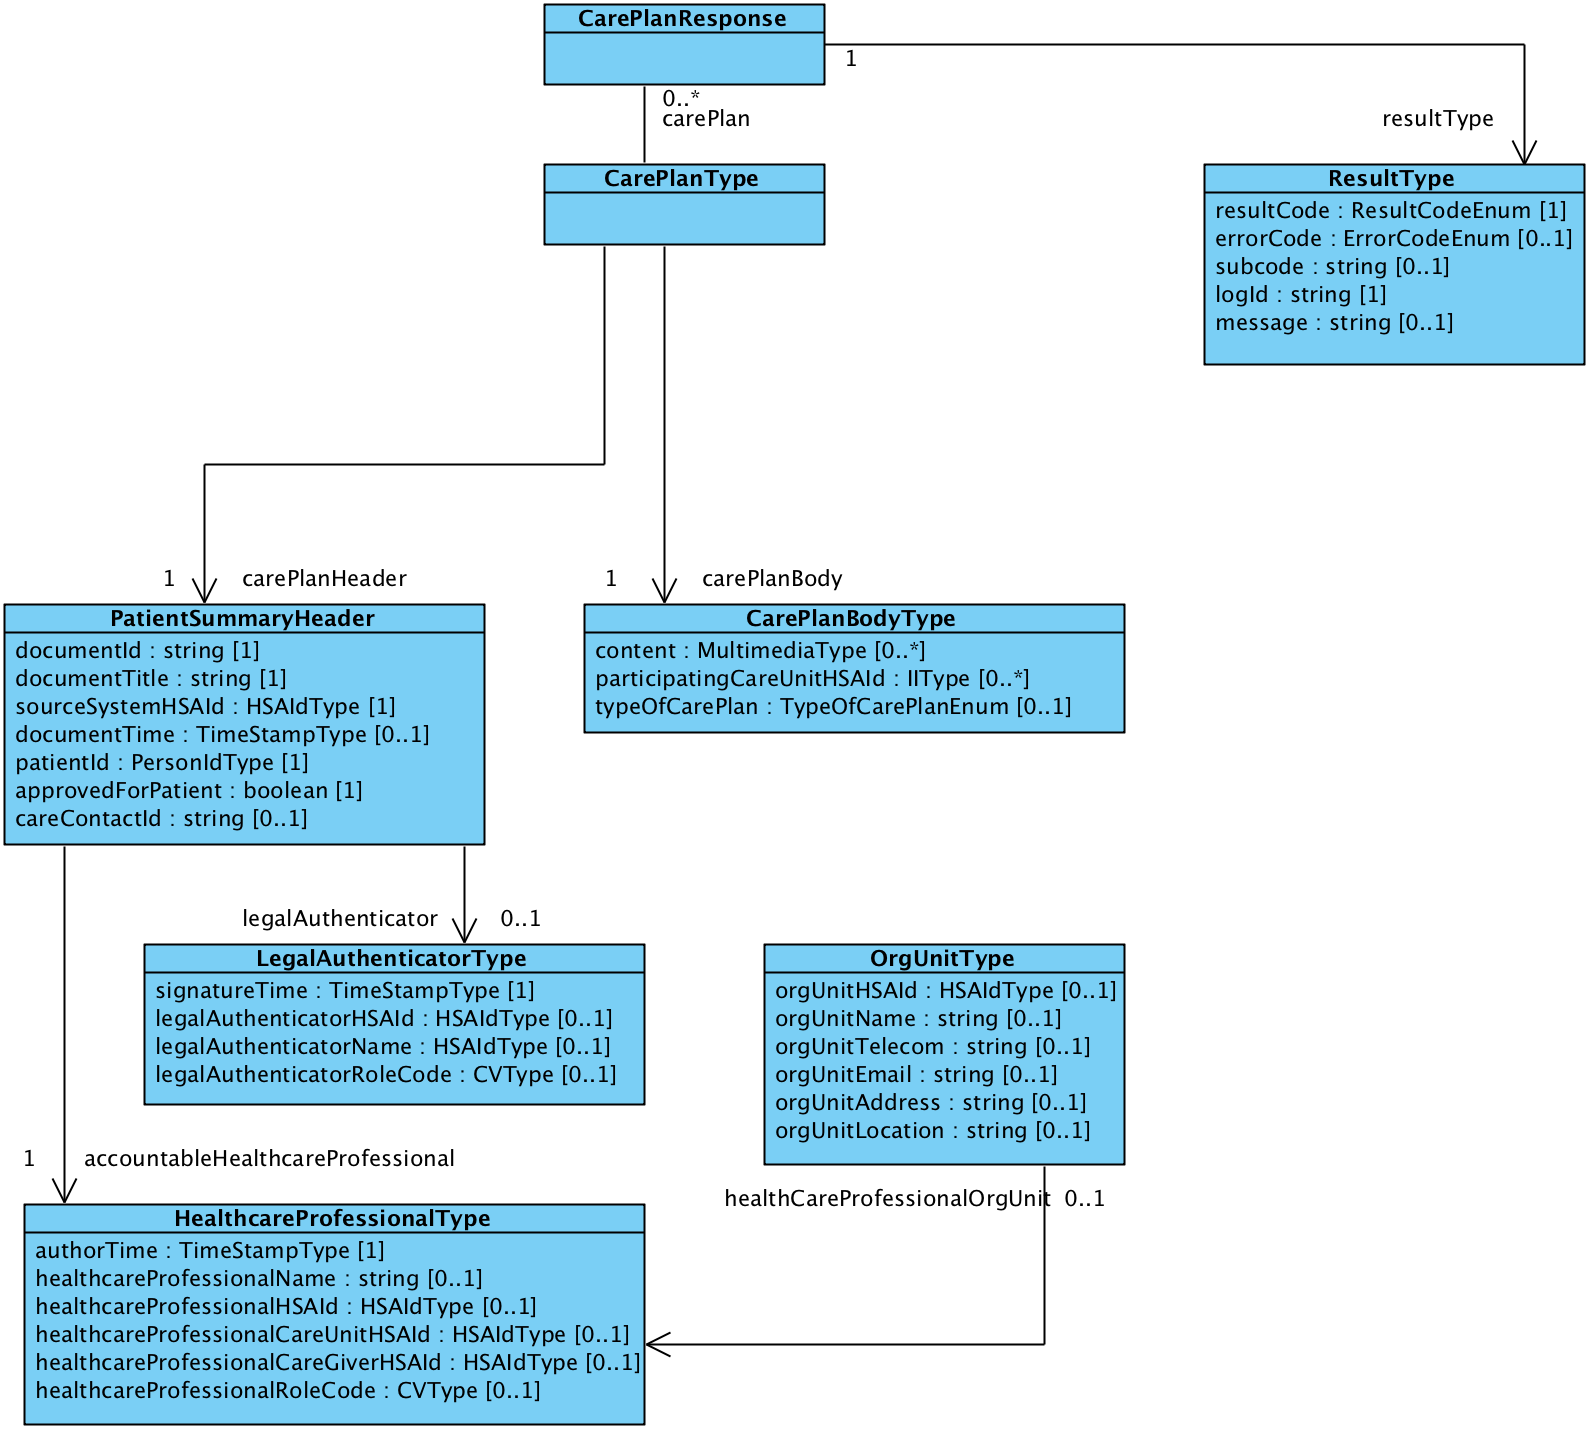 CarePlanResponse
1
0..*
carePlan
resultType
CarePlanType
ResultType
resultCode : ResultCodeEnum [1]
errorCode : ErrorCodeEnum [0..1]
subcode : string [0..1]
logId : string [1]
message : string [0..1]
1 carePlanHeader
1 carePlanBody
PatientSummaryHeader
documentId : string [1]
documentTitle : string [1]
sourceSystemHSAId : HSAIdType [1]
documentTime : TimeStampType [0..1]
patientId : PersonIdType [1]
approvedForPatient : boolean [1]
careContactId : string [0..1]
CarePlanBodyType
content : MultimediaType [0..*]
participatingCareUnitHSAId : IIType [0..*]
typeOfCarePlan : TypeOfCarePlanEnum [0..1]
legalAuthenticator 0..1
LegalAuthenticatorType
signatureTime : TimeStampType [1]
legalAuthenticatorHSAId : HSAIdType [0..1]
legalAuthenticatorName : HSAIdType [0..1]
legalAuthenticatorRoleCode : CVType [0..1]
OrgUnitType
orgUnitHSAId : HSAIdType [0..1]
orgUnitName : string [0..1]
orgUnitTelecom : string [0..1]
orgUnitEmail : string [0..1]
orgUnitAddress : string [0..1]
orgUnitLocation : string [0..1]
1 accountableHealthcareProfessional
healthCareProfessionalOrgUnit 0..1
HealthcareProfessionalType
authorTime : TimeStampType [1]
healthcareProfessionalName : string [0..1]
healthcareProfessionalHSAId : HSAIdType [0..1]
healthcareProfessionalCareUnitHSAId : HSAIdType [0..1]
healthcareProfessionalCareGiverHSAId : HSAIdType [0..1]
healthcareProfessionalRoleCode : CVType [0..1]